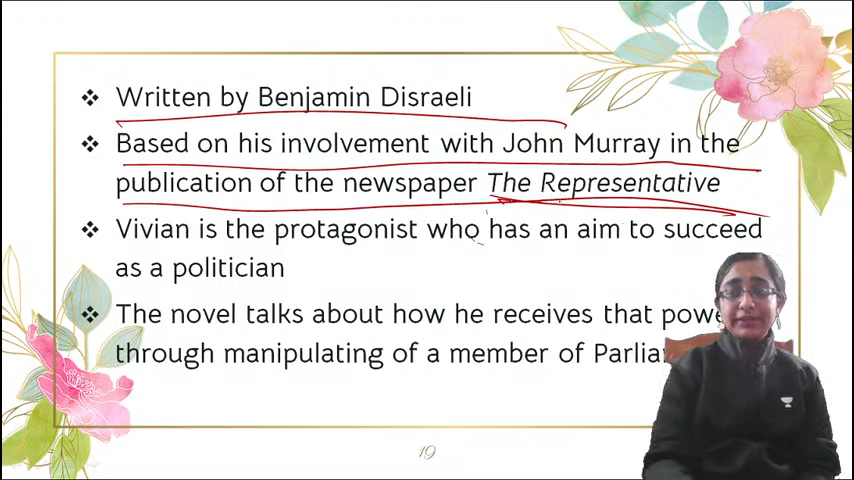 ❖ Written by Benjamin Disraeli
❖ Based on his involvement with John Murray in the
publication of the newspaper The Representative
❖ Vivian is the protagonist who has an aim to succeed
as a politician
❖ The novel talks about how he receives that
through manipulating of a member of
19